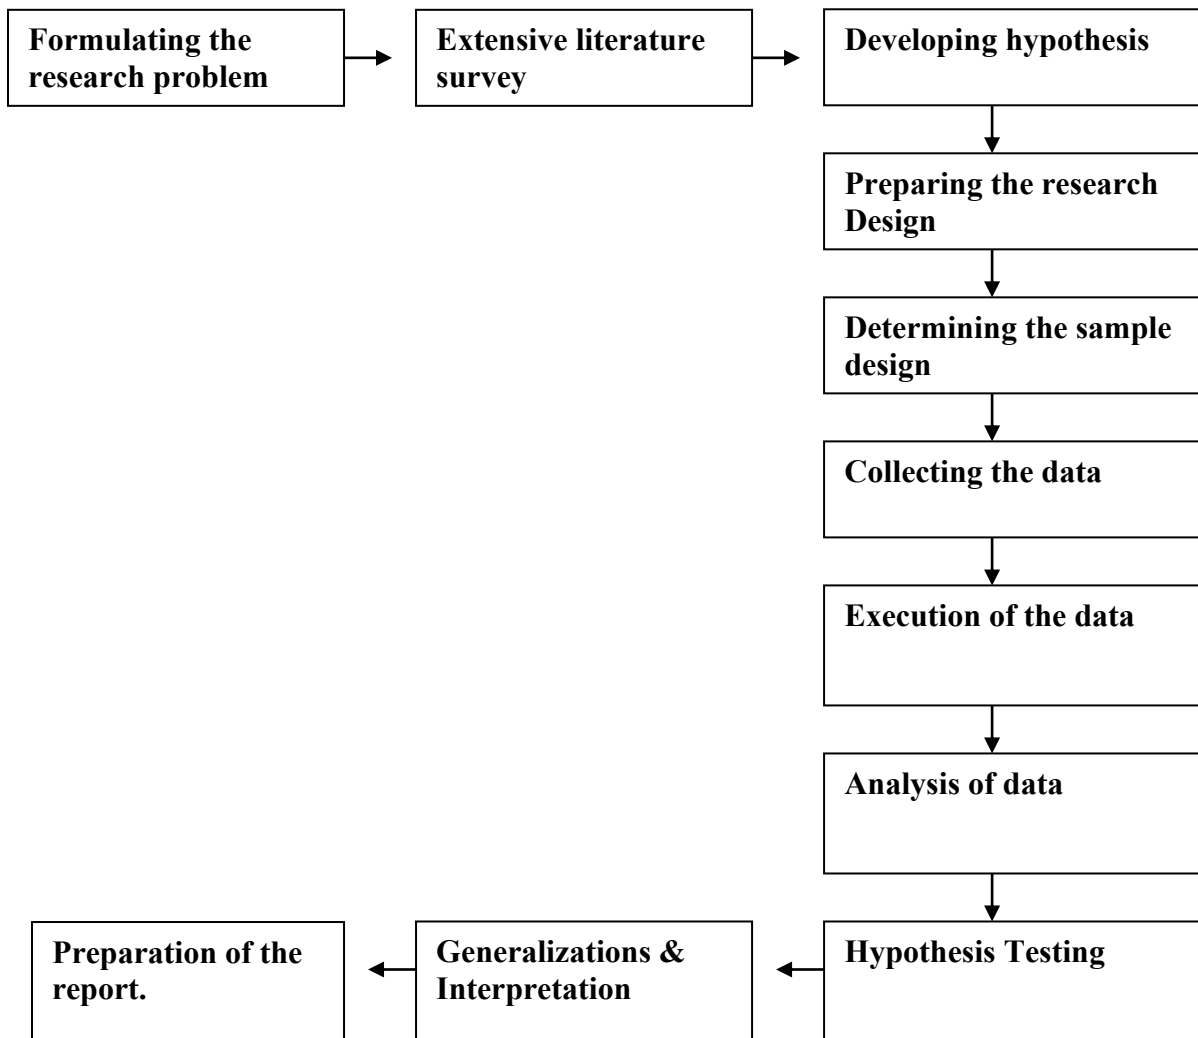 Formulating the
research problem
Extensive literature
survey
Developing hypothesis
Preparing the research
Design
Determining the sample
design
Collecting the data
Execution of the data
Analysis of data
Hypothesis Testing
Generalizations &
Interpretation
Preparation of the
report.